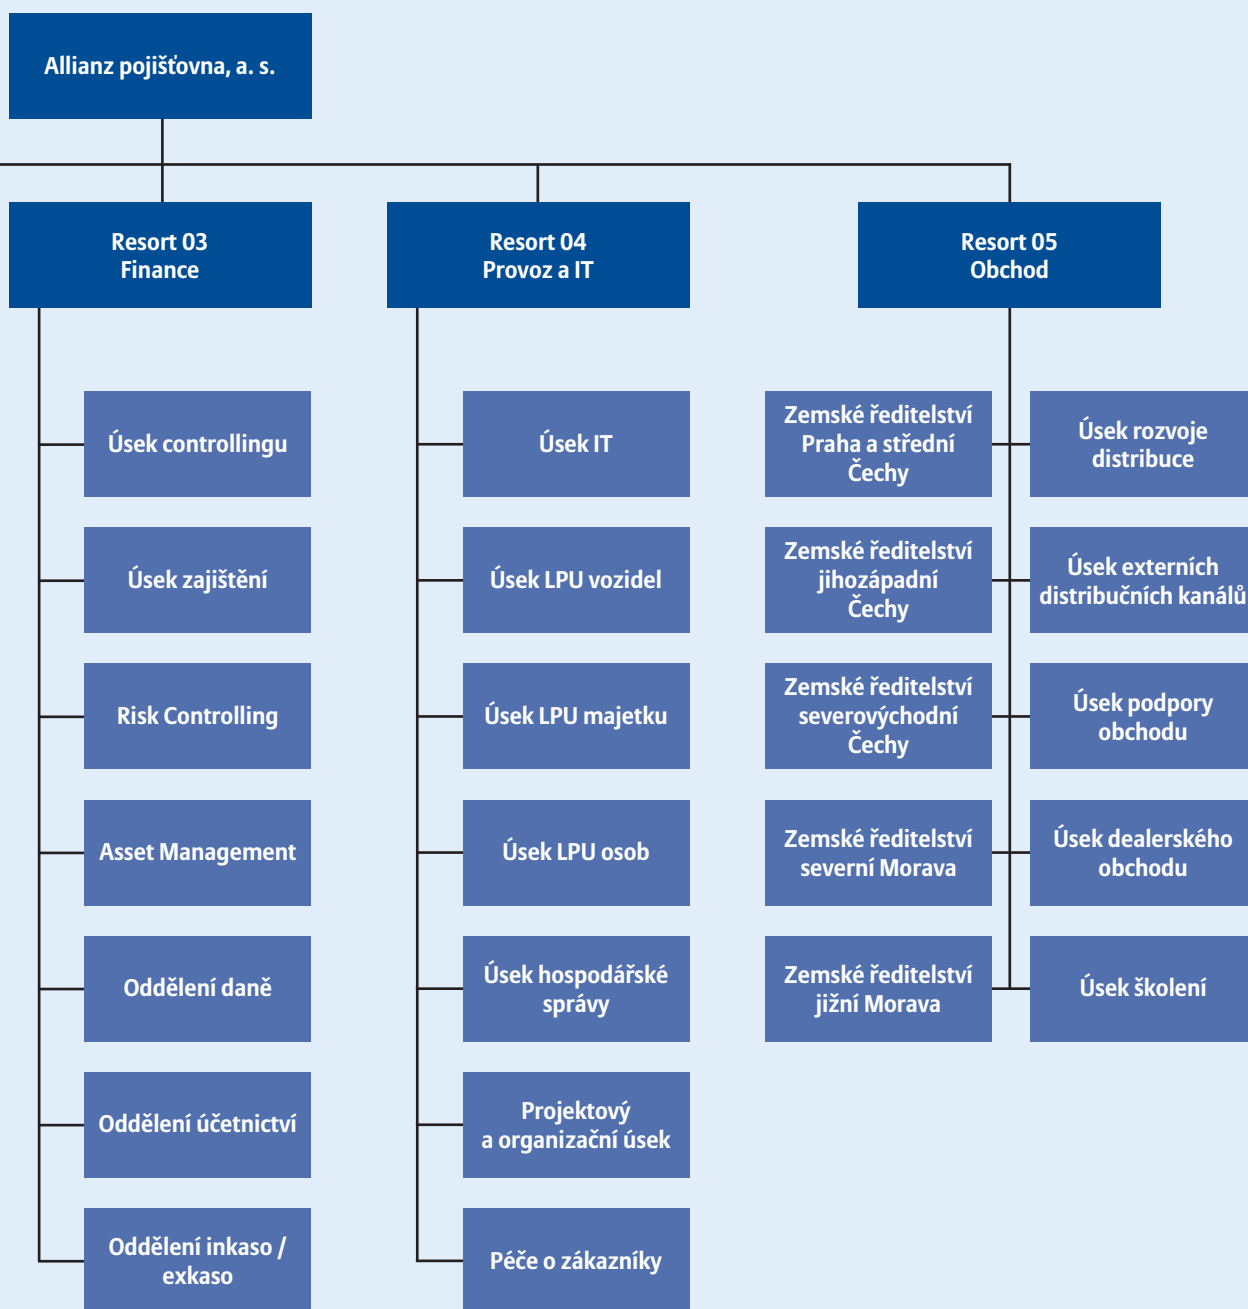 Allianz pojišťovna, a. s.
Resort 03
Finance
Resort 04
Provoz a IT
Resort 05
Obchod
Úsek controllingu
Úsek zajištění
Risk Controlling
Asset Management
Oddělení daně
Oddělení účetnictví
Oddělení inkaso /
exkaso
Úsek IT
Úsek LPU vozidel
Úsek LPU majetku
Úsek LPU osob
Úsek hospodářské
správy
Projektový
a organizační úsek
Péče o zákazníky
Zemské ředitelství
Praha a střední
Čechy
Zemské ředitelství
jihozápadní
Čechy
Zemské ředitelství
severovýchodní
Čechy
Zemské ředitelství
severní Morava
Zemské ředitelství
jižní Morava
Úsek rozvoje
distribuce
Úsek externích
distribučních kanálů
Úsek podpory
obchodu
Úsek dealerského
obchodu
Úsek školení